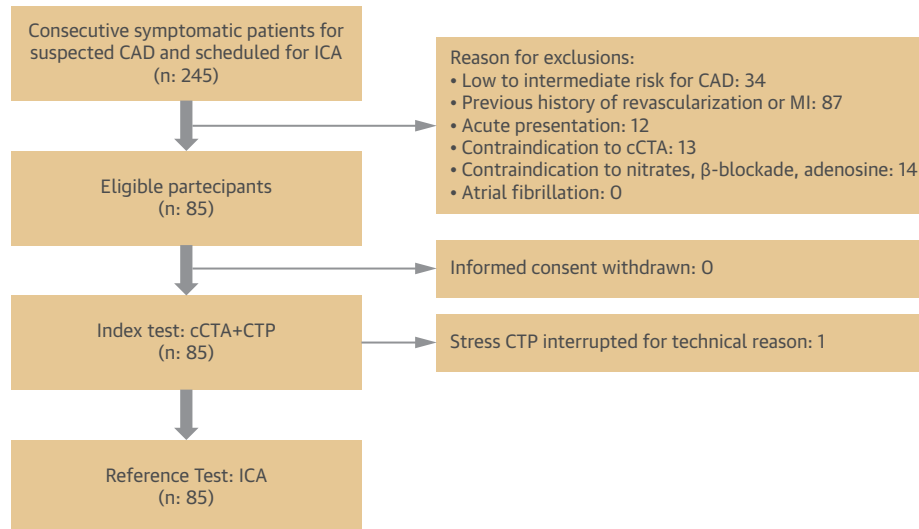 Consecutive symptomatic patients for
suspected CAD and scheduled for ICA
(n: 245)
Reason for exclusions:
• Low to intermediate risk for CAD: 34
• Previous history of revascularization or MI: 87
• Acute presentation: 12
• Contraindication to cCTA: 13
• Contraindication to nitrates, β-blockade, adenosine: 14
• Atrial fibrillation: 0
Eligible partecipants
(n: 85)
Informed consent withdrawn: 0
Index test: cCTA+CTP
(n: 85)
Stress CTP interrupted for technical reason: 1
Reference Test: ICA
(n: 85)